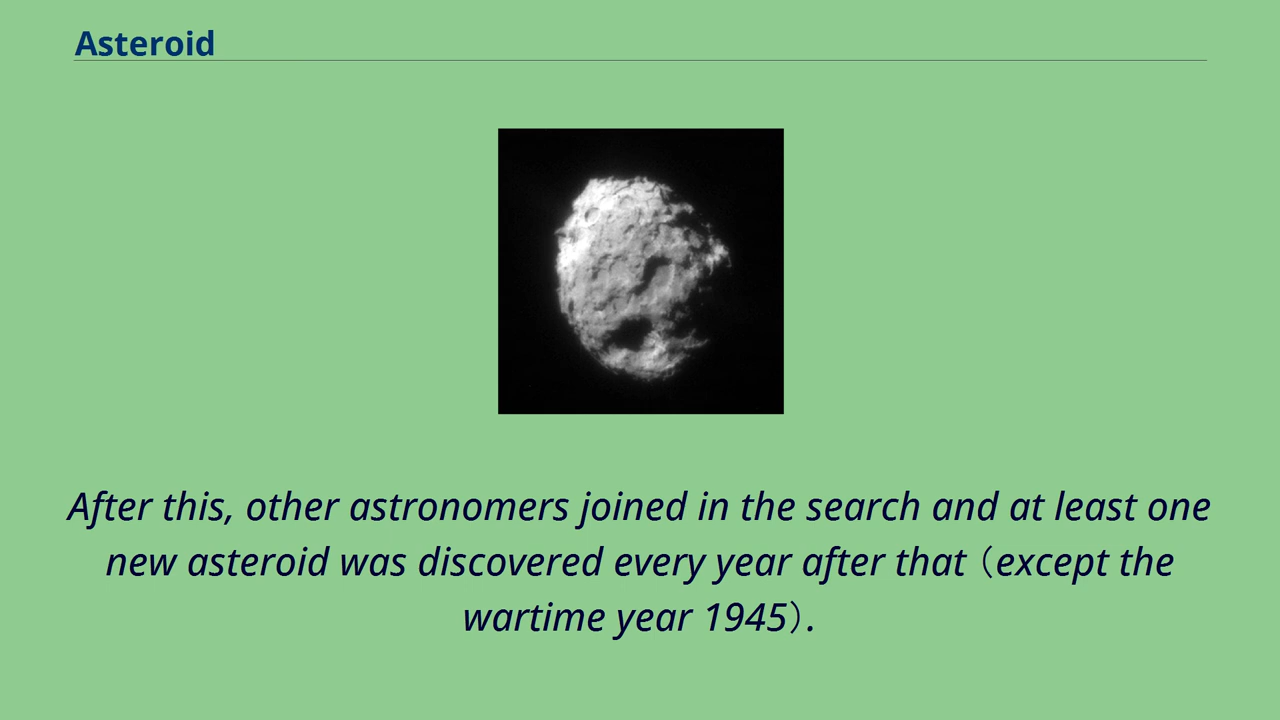 Asteroid
After this, other astronomers joined in the search and at least one
new asteroid was discovered every year after that（except the
wartime year 1945）.